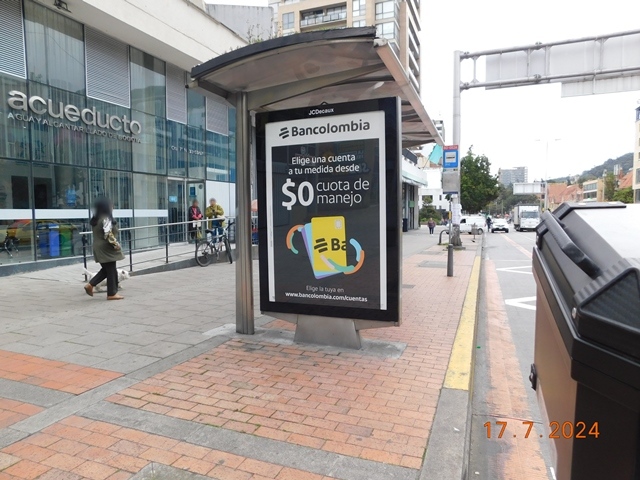 acueducto
AGUA Y ALCANTARILLADO DE BOGOTÁ
JCDecaux
Bancolombia
Elige una cuenta
a tu medida desde
$0 cuota de
manejo
Ba
Elige la tuya en
www.bancolombia.com/cuentas
17.7.2024